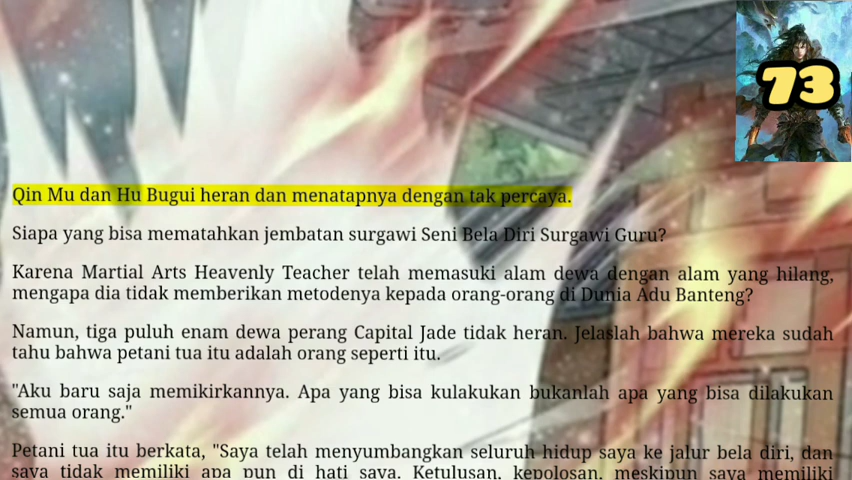 73
Qin Mu dan Hu Bugui heran dan menatapnya dengan tak percaya.
Siapa yang bisa mematahkan jembatan surgawi Seni Bela Diri Surgawi Guru?
Karena Martial Arts Heavenly Teacher telah memasuki alam dewa dengan alam yang hilang,
mengapa dia tidak memberikan metodenya kepada orang-orang di Dunia Adu Banteng?
Namun, tiga puluh enam dewa perang Capital Jade tidak heran. Jelaslah bahwa mereka sudah
tahu bahwa petani tua itu adalah orang seperti itu.
"Aku baru saja memikirkannya. Apa yang bisa kulakukan bukanlah apa yang bisa dilakukan
semua orang."
Petani tua itu berkata, "Saya telah menyumbangkan seluruh hidup saya ke jalur bela diri, dan
saya tidak memiliki apa pun di hati saya. Ketulusan, kepolosan, meskipun saya memiliki